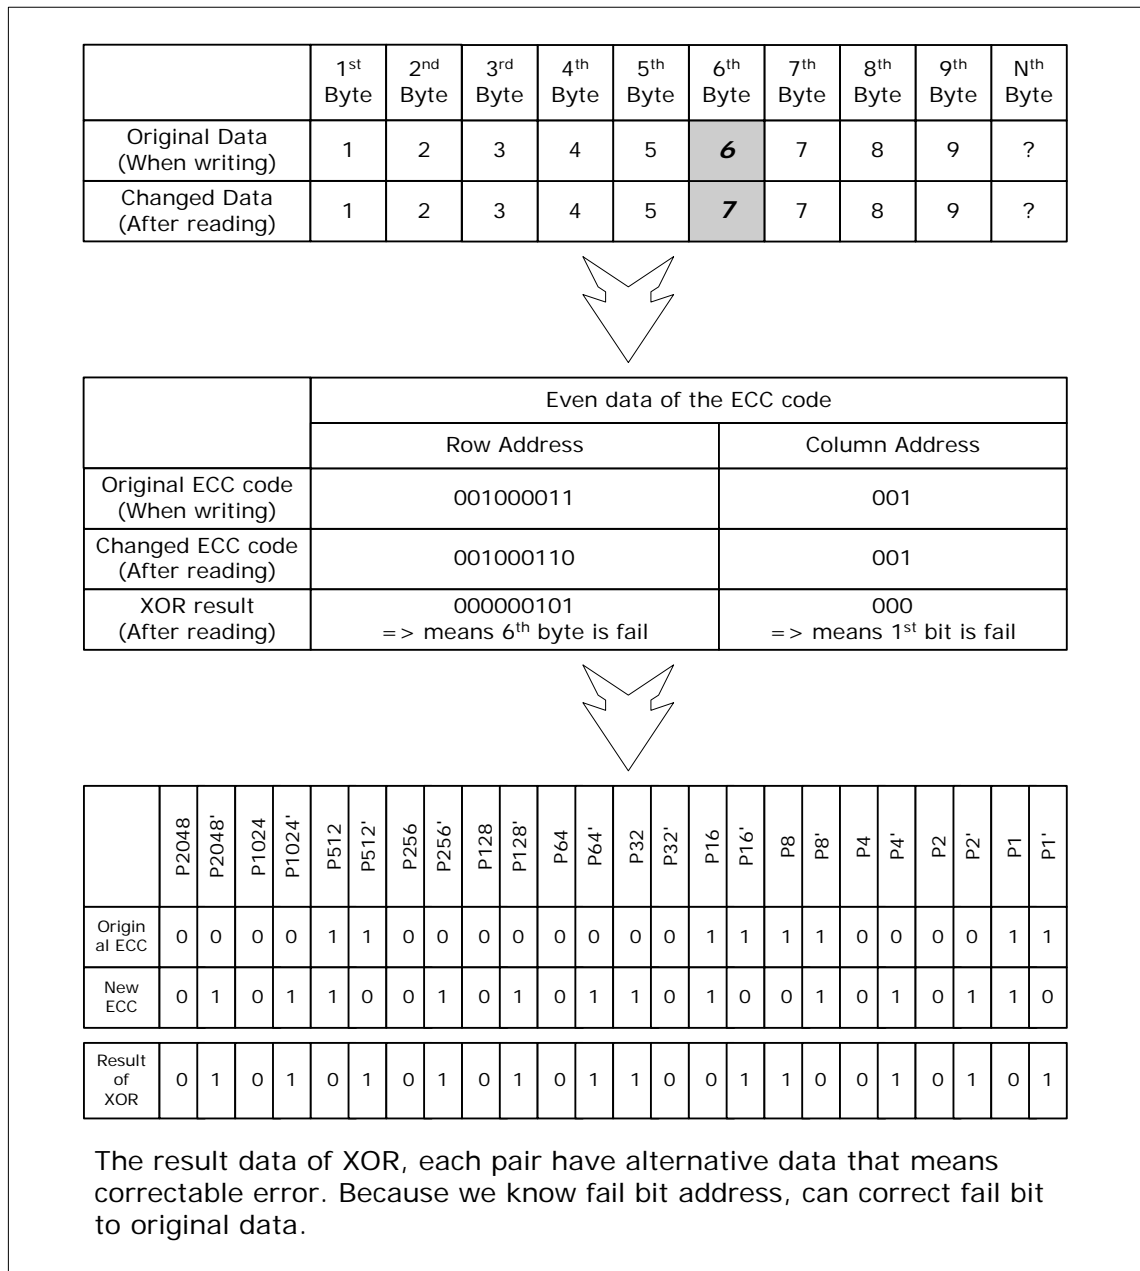 1st Byte 2nd Byte 3rd Byte 4th Byte 5th Byte 6th Byte 7th Byte 8th Byte 9th Byte Nth Byte
Original Data (When writing) 1 2 3 4 5 6 7 8 9 ?
Changed Data (After reading) 1 2 3 4 5 7 7 8 9 ?
Even data of the ECC code
Row Address Column Address
Original ECC code (When writing) 001000011 001
Changed ECC code (After reading) 001000110 001
XOR result (After reading) 000000101 => means 6th byte is fail 000 => means 1st bit is fail
P2048 P2048' P1024 P1024' P512 P512' P256 P256' P128 P128' P64 P64' P32 P32' P16 P16' P8 P8' P4 P4' P2 P2' P1 P1'
Origin al ECC 0 0 0 0 1 1 0 0 0 0 0 0 0 0 1 1 1 1 0 0 0 0 1 1
New ECC 0 1 0 1 1 0 0 1 0 1 0 1 1 0 1 0 0 1 0 1 0 1 1 0
Result of XOR 0 1 0 1 0 1 0 1 0 1 0 1 1 0 0 1 1 0 0 1 0 1 0 1
The result data of XOR, each pair have alternative data that means
correctable error. Because we know fail bit address, can correct fail bit
to original data.